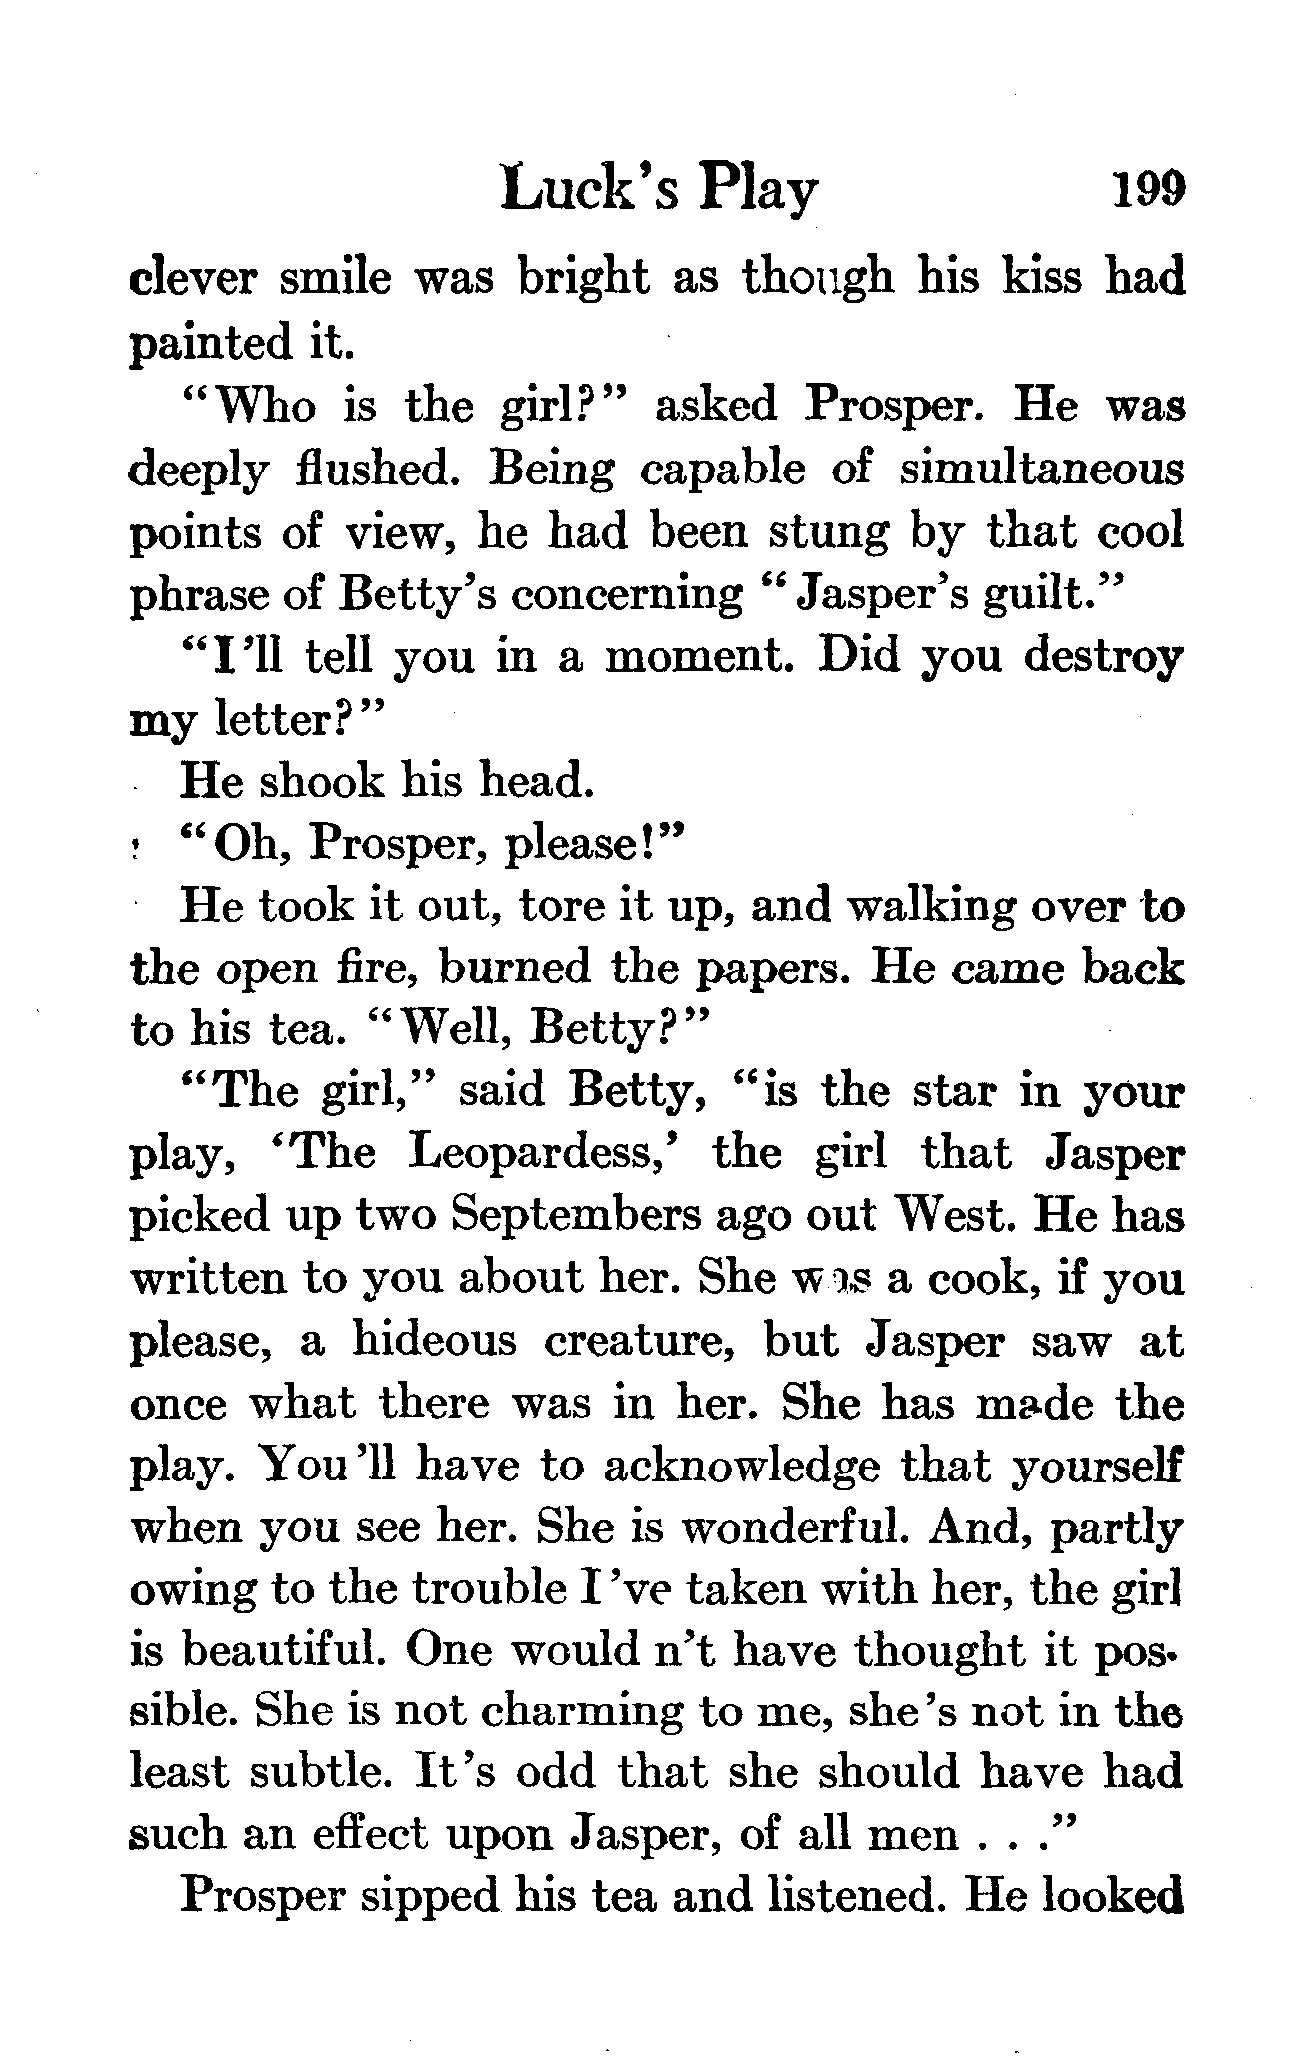 Luck's Play 199
clever smile was bright as though his kiss had
painted it.
"Who is the girl?" asked Prosper. He was
deeply flushed. Being capable of simultaneous
points of view, he had been stung by that cool
phrase of Betty's concerning "Jasper's guilt."
"I'll tell you in a moment. Did you destroy
my letter?"
He shook his head.
"Oh, Prosper, please!"
He took it out, tore it up, and walking over to
the open fire, burned the papers. He came back
to his tea. "Well, Betty?"
"The girl," said Betty, "is the star in your
play, 'The Leopardess,' the girl that Jasper
picked up two Septembers ago out West. He has
written to you about her. She was a cook, if you
please, a hideous creature, but Jasper saw at
once what there was in her. She has made the
play. You'll have to acknowledge that yourself
when you see her. She is wonderful. And, partly
owing to the trouble I've taken with her, the girl
is beautiful. One would n't have thought it pos-
sible. She is not charming to me, she's not in the
least subtle. It's odd that she should have had
such an effect upon Jasper, of all men . . ."
Prosper sipped his tea and listened. He looked